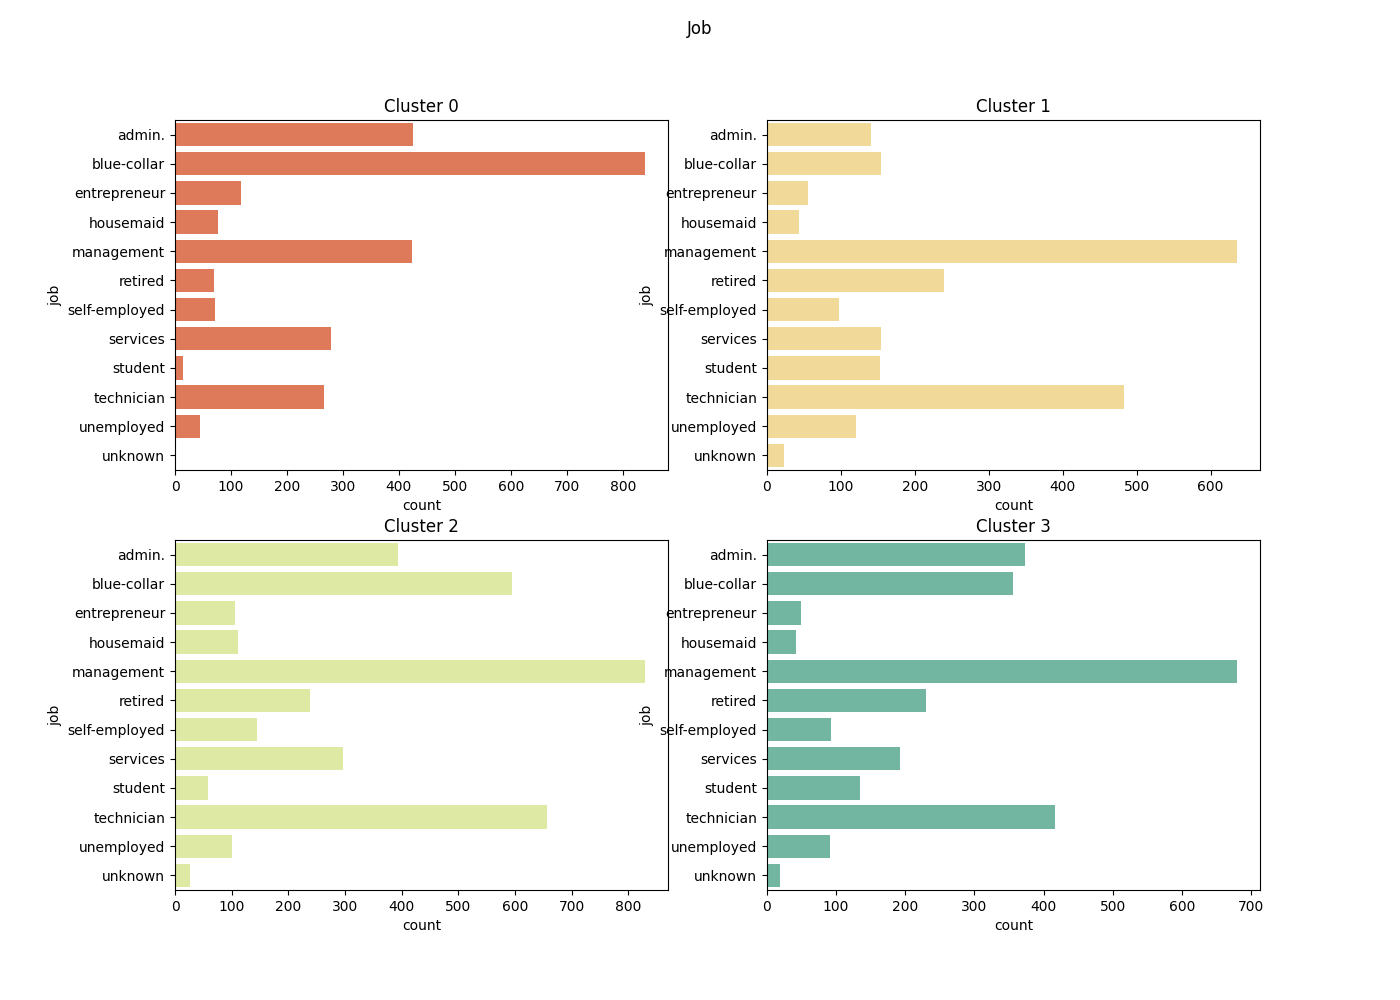 Job
Cluster 0
job
admin.
blue-collar
entrepreneur
housemaid
management
retired
self-employed
services
student
technician
unemployed
unknown
0 100 200 300 400 500 600 700 800
count
Cluster 1
job
admin.
blue-collar
entrepreneur
housemaid
management
retired
self-employed
services
student
technician
unemployed
unknown
0 100 200 300 400 500 600
count
Cluster 2
job
admin.
blue-collar
entrepreneur
housemaid
management
retired
self-employed
services
student
technician
unemployed
unknown
0 100 200 300 400 500 600 700 800
count
Cluster 3
job
admin.
blue-collar
entrepreneur
housemaid
management
retired
self-employed
services
student
technician
unemployed
unknown
0 100 200 300 400 500 600 700
count